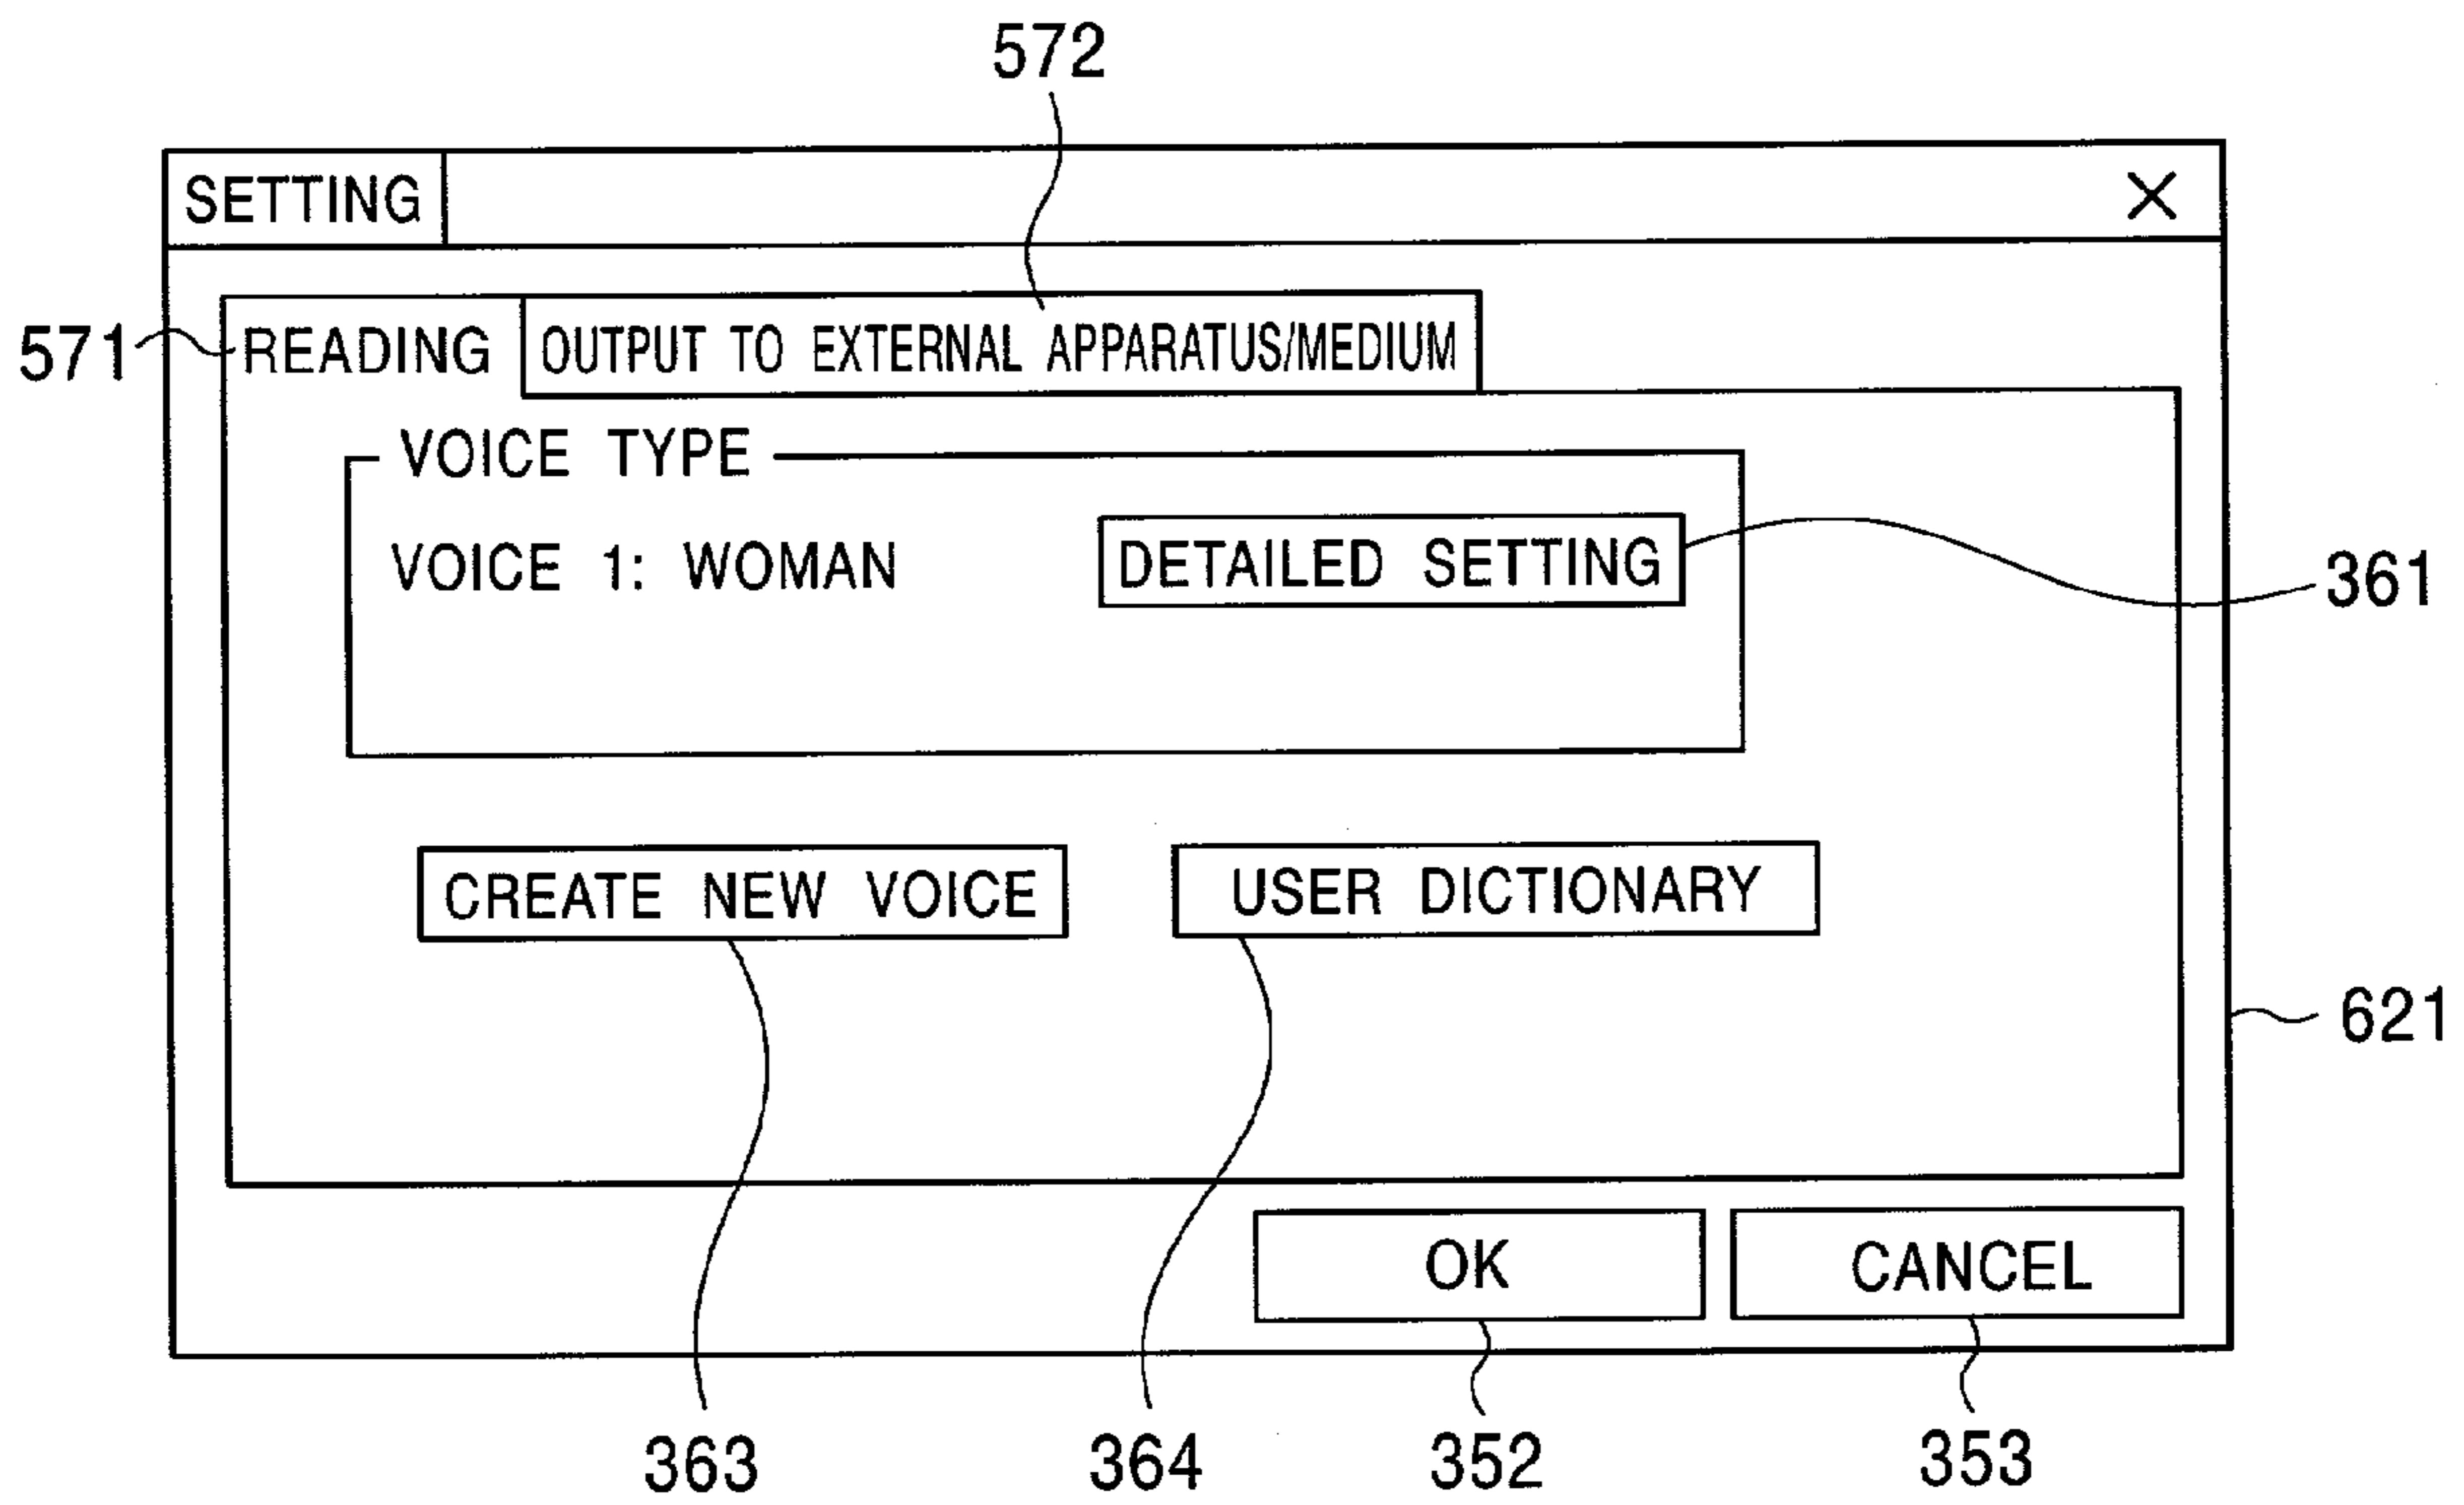 572
SETTING X
571 READING OUTPUT TO EXTERNAL APPARATUS/MEDIUM
VOICE TYPE
VOICE 1: WOMAN DETAILED SETTING
361
CREATE NEW VOICE USER DICTIONARY
621
OK CANCEL
363 364 352 353